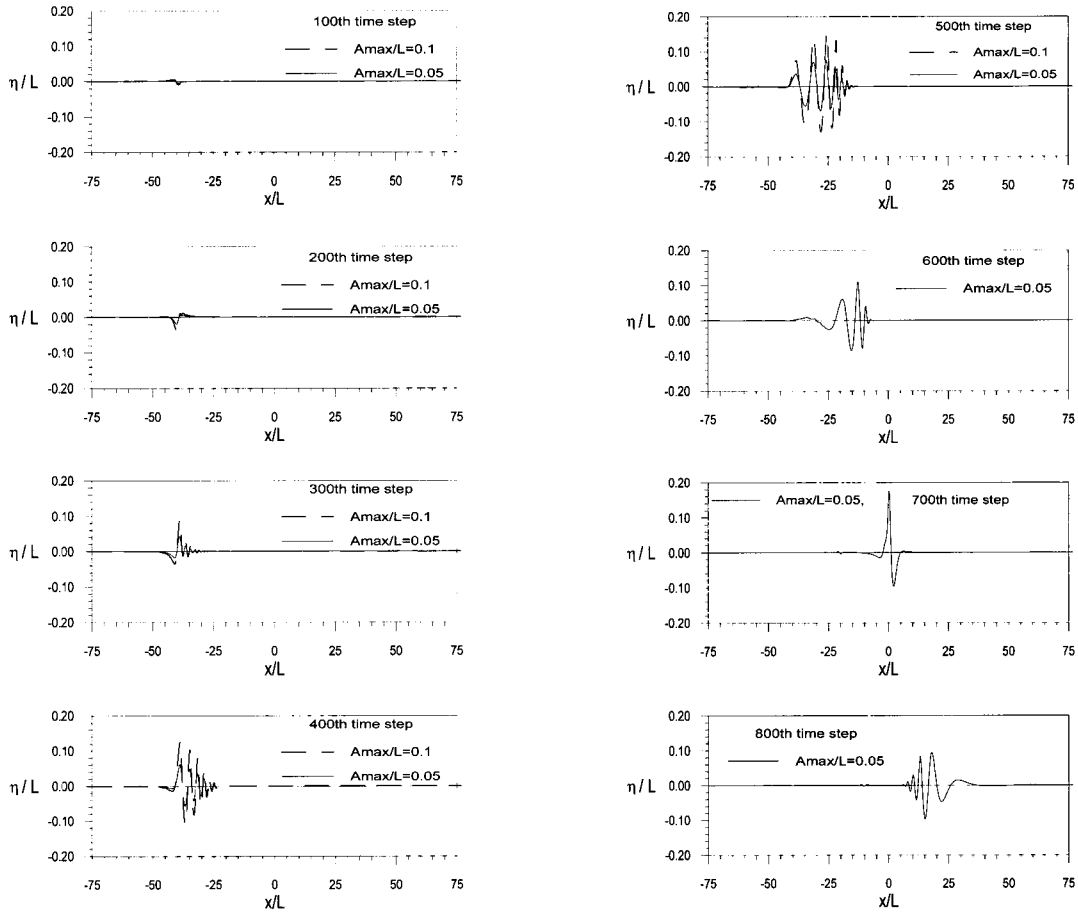 100th time step
Amax/L=0.1
Amax/L=0.05
η/L
0.20
0.10
0.00
-0.10
-0.20
-75 -50 -25 0 25 50 75
x/L
200th time step
Amax/L=0.1
Amax/L=0.05
η/L
0.20
0.10
0.00
-0.10
-0.20
-75 -50 -25 0 25 50 75
x/L
300th time step
Amax/L=0.1
Amax/L=0.05
η/L
0.20
0.10
0.00
-0.10
-0.20
-75 -50 -25 0 25 50 75
x/L
400th time step
Amax/L=0.1
Amax/L=0.05
η/L
0.20
0.10
0.00
-0.10
-0.20
-75 -50 -25 0 25 50 75
x/L
500th time step
Amax/L=0.1
Amax/L=0.05
η/L
0.20
0.10
0.00
-0.10
-0.20
-75 -50 -25 0 25 50 75
x/L
600th time step
Amax/L=0.05
η/L
0.20
0.10
0.00
-0.10
-0.20
-75 -50 -25 0 25 50 75
x/L
Amax/L=0.05, 700th time step
η/L
0.20
0.10
0.00
-0.10
-0.20
-75 -50 -25 0 25 50 75
x/L
800th time step
Amax/L=0.05
η/L
0.20
0.10
0.00
-0.10
-0.20
-75 -50 -25 0 25 50 75
x/L